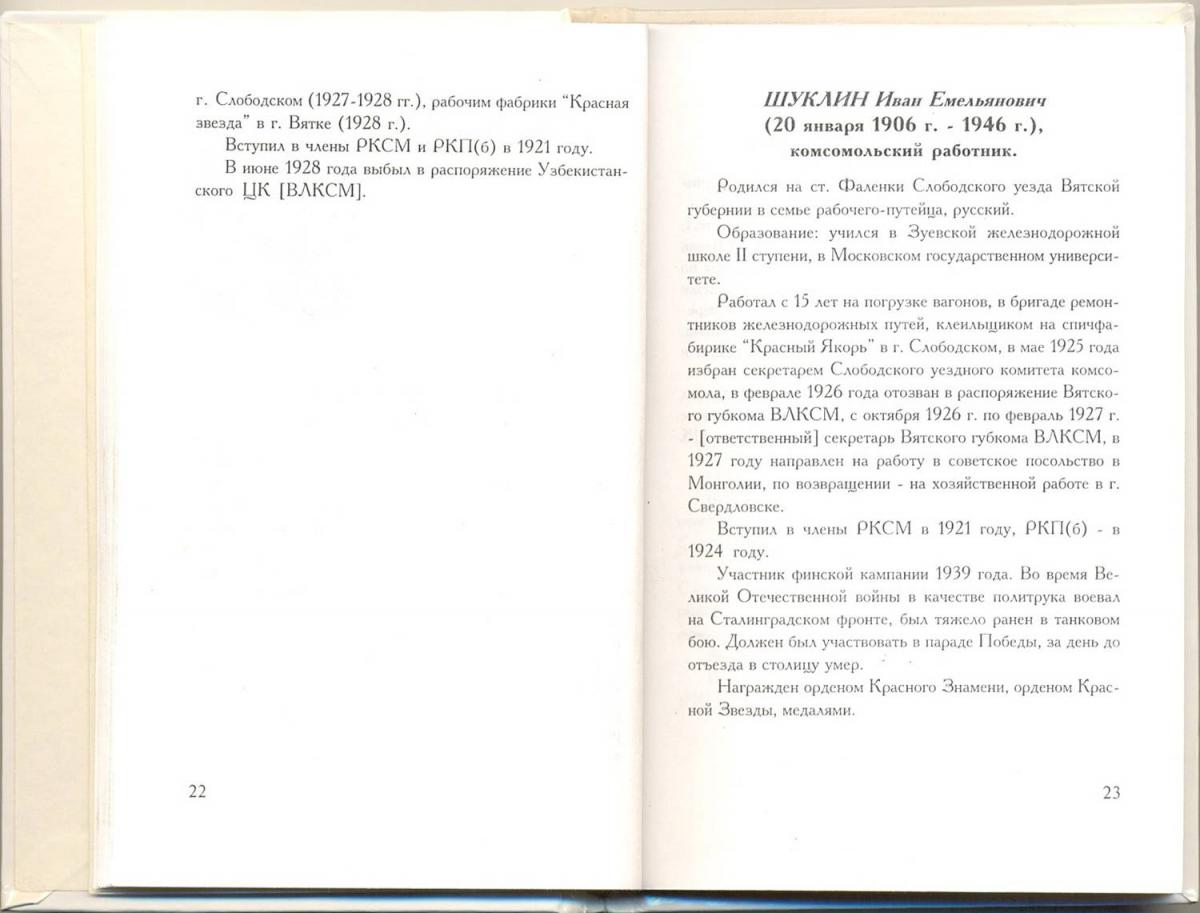 г. Слободском (1927-1928 гг.), рабочим фабрики “Красная
звезда” в г. Вятке (1928 г.).
Вступил в члены РКСМ и РКП(б) в 1921 году.
В июне 1928 года выбыл в распоряжение Узбекистан-
ского ЦК [ВЛКСМ].
22
ШУКЛИН Иван Емельянович
(20 января 1906 г. - 1946 г.),
комсомольский работник.
Родился на ст. Фаленки Слободского уезда Вятской
губернии в семье рабочего-путейца, русский.
Образование: учился в Зуевской железнодорожной
школе II ступени, в Московском государственном универси-
тете.
Работал с 15 лет на погрузке вагонов, в бригаде ремон-
тников железнодорожных путей, клеильщиком на спичфа-
бирике “Красный Якорь” в г. Слободском, в мае 1925 года
избран секретарем Слободского уездного комитета комсо-
мола, в феврале 1926 года отозван в распоряжение Вятско-
го губкома ВЛКСМ, с октября 1926 г. по февраль 1927 г.
- [ответственный] секретарь Вятского губкома ВЛКСМ, в
1927 году направлен на работу в советское посольство в
Монголии, по возвращении - на хозяйственной работе в г.
Свердловске.
Вступил в члены РКСМ в 1921 году, РКП(б) - в
1924 году.
Участник финской кампании 1939 года. Во время Ве-
ликой Отечественной войны в качестве политрука воевал
на Сталинградском фронте, был тяжело ранен в танковом
бою. Должен был участвовать в параде Победы, за день до
отъезда в столицу умер.
Награжден орденом Красного Знамени, орденом Крас-
ной Звезды, медалями.
23